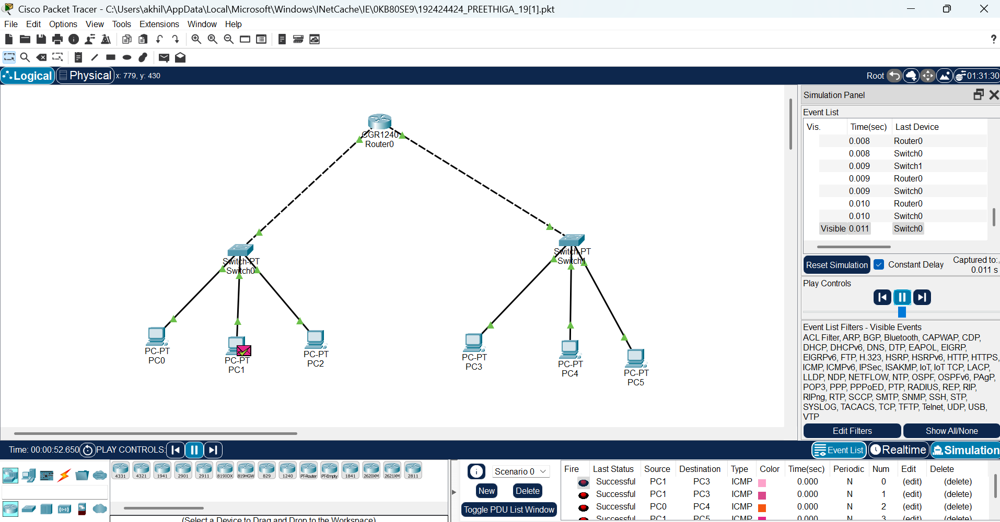 Cisco Packet Tracer - C:\Users\akhil\AppData\Local\Microsoft\Windows\INetCache\IE\0KB80SE9\192424424_PREETHIGA_19[1].pkt
File Edit Options View Tools Extensions Window Help
?
Logical Physical x: 779, y: 430 Root 01:31:30
CGR1240
Router0
Switch-PT
Switch0
Switch-PT
Switch1
PC-PT
PC0
PC-PT
PC1
PC-PT
PC2
PC-PT
PC3
PC-PT
PC4
PC-PT
PC5
Simulation Panel
Event List
Vis. Time(sec) Last Device
0.008 Router0
0.008 Switch0
0.009 Switch1
0.009 Router0
0.009 Switch0
0.010 Router0
0.010 Switch0
Visible 0.011 Switch0
Reset Simulation Constant Delay Captured to:
0.011 s
Play Controls
Event List Filters - Visible Events
ACL Filter, ARP, BGP, Bluetooth, CAPWAP, CDP,
DHCP, DHCPv6, DNS, DTP, EAPOL, EIGRP,
EIGRPv6, FTP, H.323, HSRP, HSRPv6, HTTP, HTTPS,
ICMP, ICMPv6, IPSec, ISAKMP, IoT, IoT TCP, LACP,
LLDP, NDP, NETFLOW, NTP, OSPF, OSPFv6, PAgP,
POP3, PPP, PPPoED, PTP, RADIUS, REP, RIP,
RIPng, RTP, SCCP, SMTP, SNMP, SSH, STP,
SYSLOG, TACACS, TCP, TFTP, Telnet, UDP, USB,
VTP
Edit Filters Show All/None
Time: 00:00:52.650 PLAY CONTROLS: Event List Realtime Simulation
4331 4321 1941 2901 2911 819IOX 819HGW 829 1240 PT-Router PT-Empty 1841 2620XM 2621XM 2811
(Select a Device to Drag and Drop to the Workspace)
Scenario 0
New Delete
Toggle PDU List Window
Fire Last Status Source Destination Type Color Time(sec) Periodic Num Edit Delete
Successful PC1 PC3 ICMP 0.000 N 0 (edit) (delete)
Successful PC1 PC3 ICMP 0.000 N 1 (edit) (delete)
Successful PC0 PC4 ICMP 0.000 N 2 (edit) (delete)
Successful PC1 PC5 ICMP 0.000 N 3 (edit) (delete)